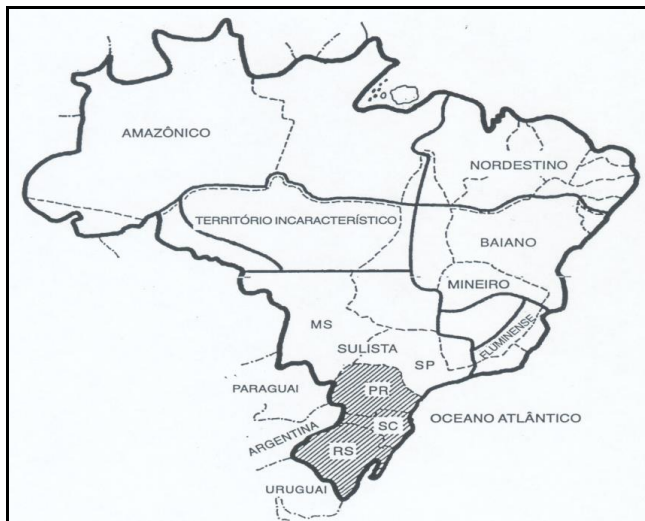 AMAZÔNICO
NORDESTINO
TERRITÓRIO INCARACTERÍSTICO
BAIANO
MINEIRO
MS
FLUMINENSE
SULISTA
SP
PARAGUAI
PR
OCEANO ATLÂNTICO
SC
ARGENTINA
RS
URUGUAI